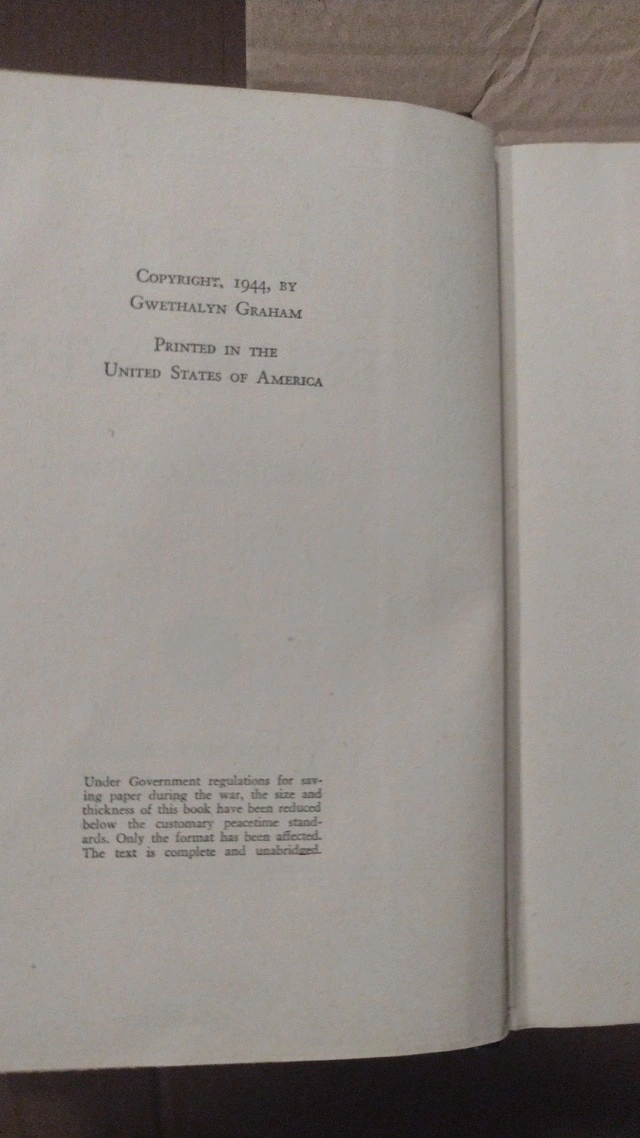 COPYRIGHT, 1944, BY
GWETHALYN GRAHAM
PRINTED IN THE
UNITED STATES OF AMERICA
Under Government regulations for sav-
ing paper during the war, the size and
thickness of this book have been reduced
below the customary peacetime stand-
ards. Only the format has been affected.
The text is complete and unabridged.